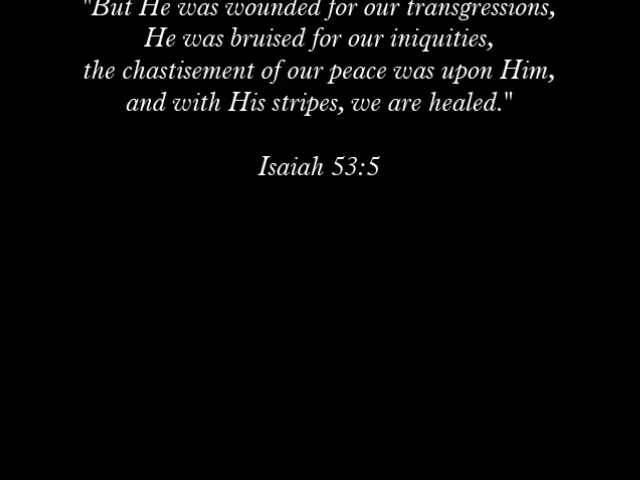 "But He was wounded for our transgressions,
He was bruised for our iniquities,
the chastisement of our peace was upon Him,
and with His stripes, we are healed."
Isaiah 53:5